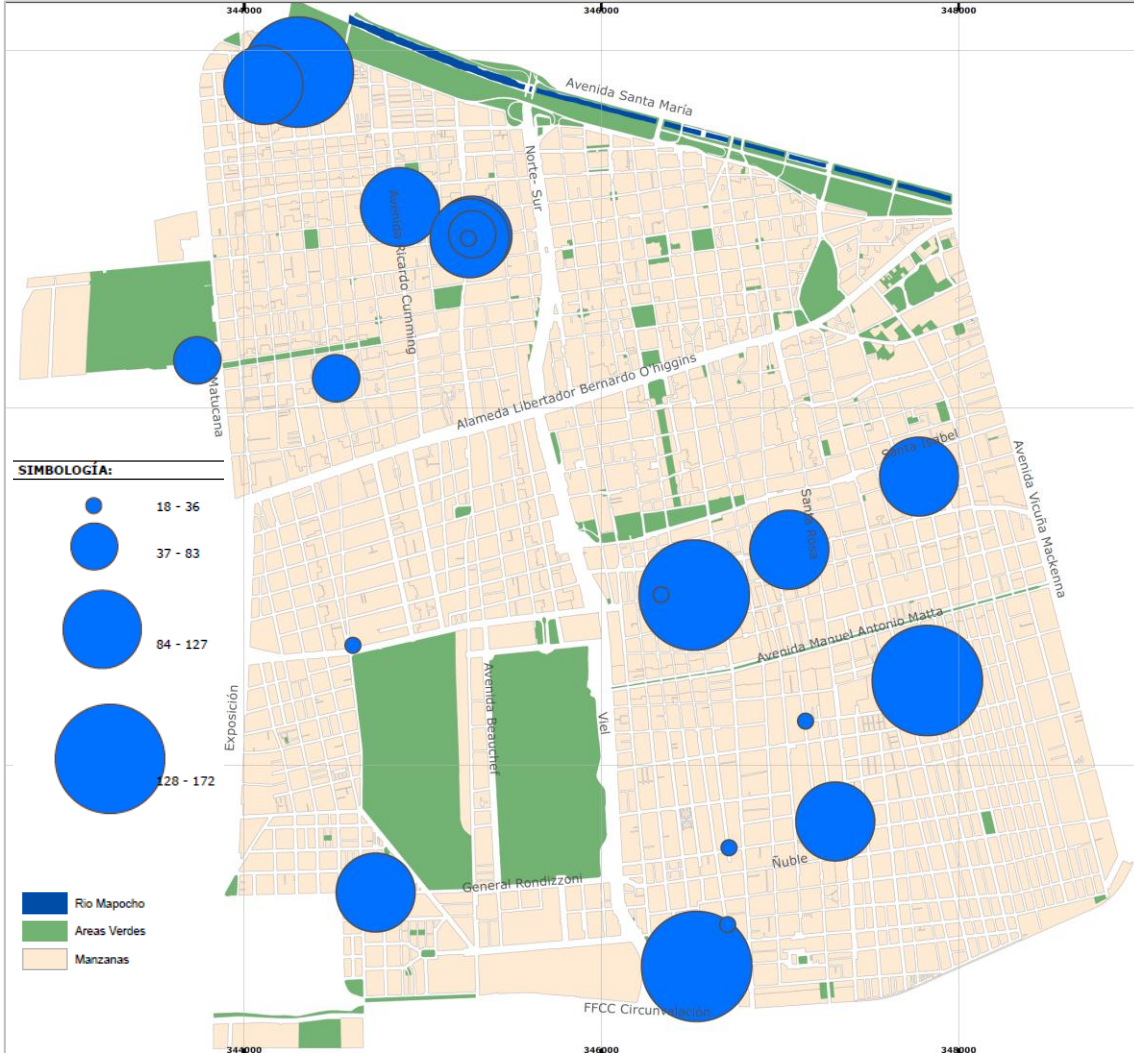 344000
346000
348000
Avenida Santa María
Norte- Sur
Avenida Ricardo Cumming
Matucana
Alameda Libertador Bernardo O'higgins
Santa Isabel
Santa Rosa
Avenida Vicuña Mackenna
SIMBOLOGÍA:
18 - 36
37 - 83
84 - 127
128 - 172
Avenida Manuel Antonio Matta
Exposición
Avenida Beauchef
Viel
Ñuble
General Rondizzoni
Rio Mapocho
Areas Verdes
Manzanas
FFCC Circunvalación
344000
346000
348000